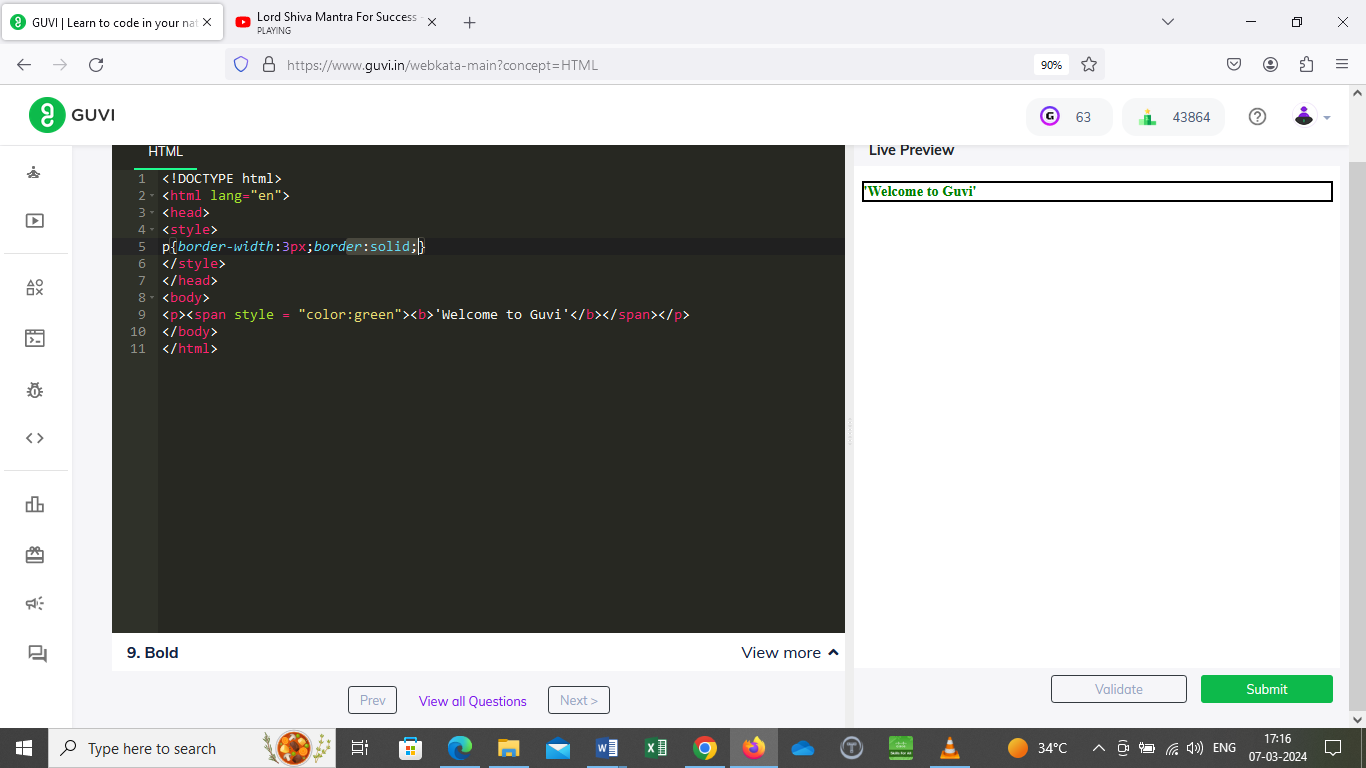 GUVI | Learn to code in your nat
Lord Shiva Mantra For Success -
PLAYING
https://www.guvi.in/webkata-main?concept=HTML
90%
GUVI
63
43864
HTML
Live Preview
1 <!DOCTYPE html>
2 <html lang="en">
3 <head>
4 <style>
5 p{border-width:3px;border:solid;}
6 </style>
7 </head>
8 <body>
9 <p><span style = "color:green"><b>'Welcome to Guvi'</b></span></p>
10 </body>
11 </html>
'Welcome to Guvi'
9. Bold
View more
Prev
View all Questions
Next >
Validate
Submit
Type here to search
34°C
ENG
17:16
07-03-2024